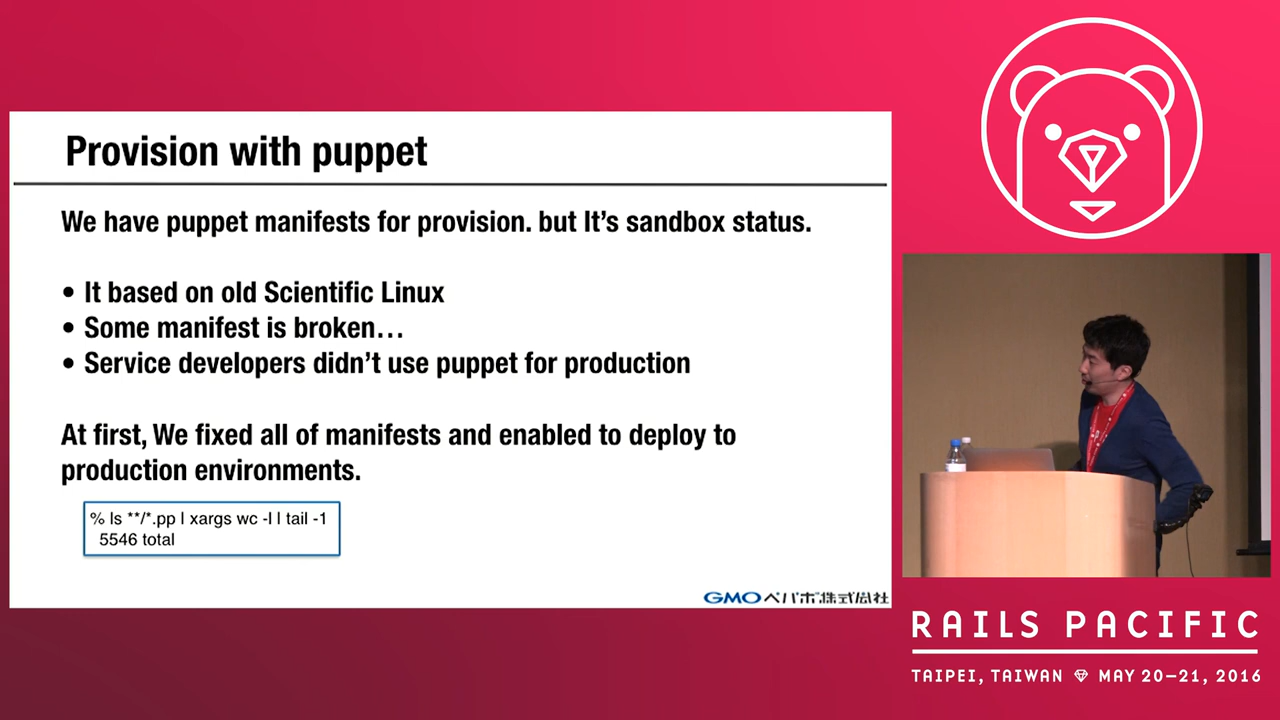 Provision with puppet
We have puppet manifests for provision. but It's sandbox status.
• It based on old Scientific Linux
• Some manifest is broken…
• Service developers didn't use puppet for production
At first, We fixed all of manifests and enabled to deploy to
production environments.
% ls **/*.pp | xargs wc -l | tail -1
5546 total
GMOペパボ株式会社
RAILS PACIFIC
TAIPEI, TAIWAN MAY 20–21, 2016